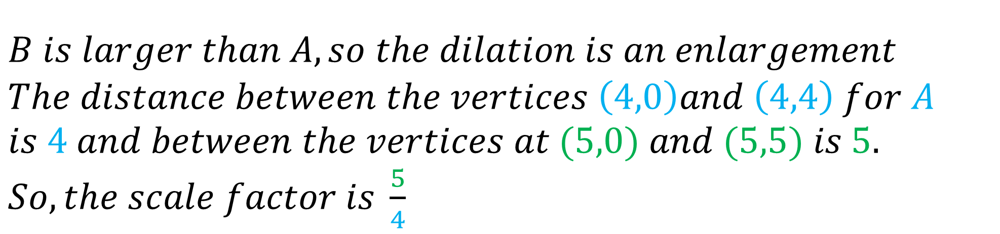 B is larger than A, so the dilation is an enlargement
The distance between the vertices (4,0)and (4,4) for A
is 4 and between the vertices at (5,0) and (5,5) is 5.
So, the scale factor is 5/4